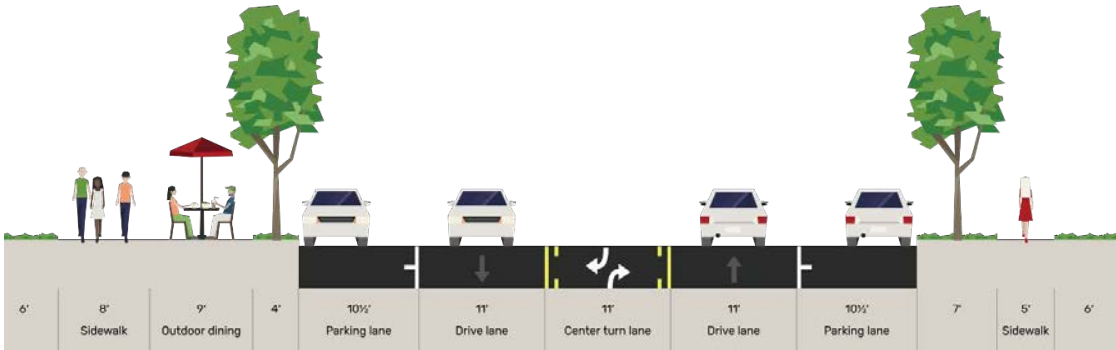 6'
8'
Sidewalk
9'
Outdoor dining
4'
10½'
Parking lane
11'
Drive lane
11'
Center turn lane
11'
Drive lane
10½'
Parking lane
7'
5'
Sidewalk
6'